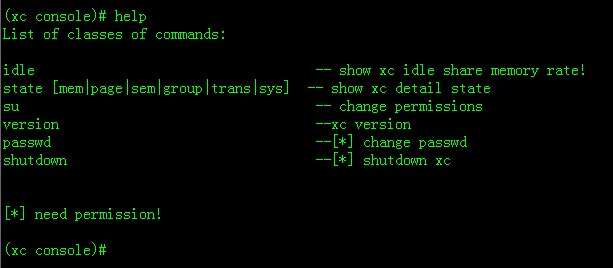 (xc console)# help
List of classes of commands:
idle -- show xc idle share memory rate!
state [mem|page|sem|group|trans|sys] -- show xc detail state
su -- change permissions
version --xc version
passwd --[*] change passwd
shutdown --[*] shutdown xc
[*] need permission!
(xc console)#